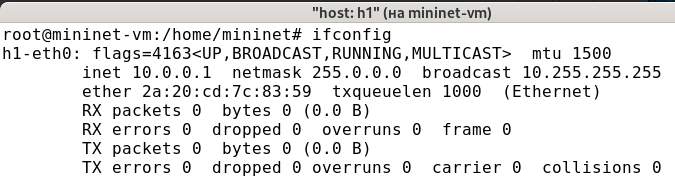 "host: h1" (на mininet-vm)
root@mininet-vm:/home/mininet# ifconfig
h1-eth0: flags=4163<UP,BROADCAST,RUNNING,MULTICAST>  mtu 1500
        inet 10.0.0.1  netmask 255.0.0.0  broadcast 10.255.255.255
        ether 2a:20:cd:7c:83:59  txqueuelen 1000  (Ethernet)
        RX packets 0  bytes 0 (0.0 B)
        RX errors 0  dropped 0  overruns 0  frame 0
        TX packets 0  bytes 0 (0.0 B)
        TX errors 0  dropped 0 overruns 0  carrier 0  collisions 0